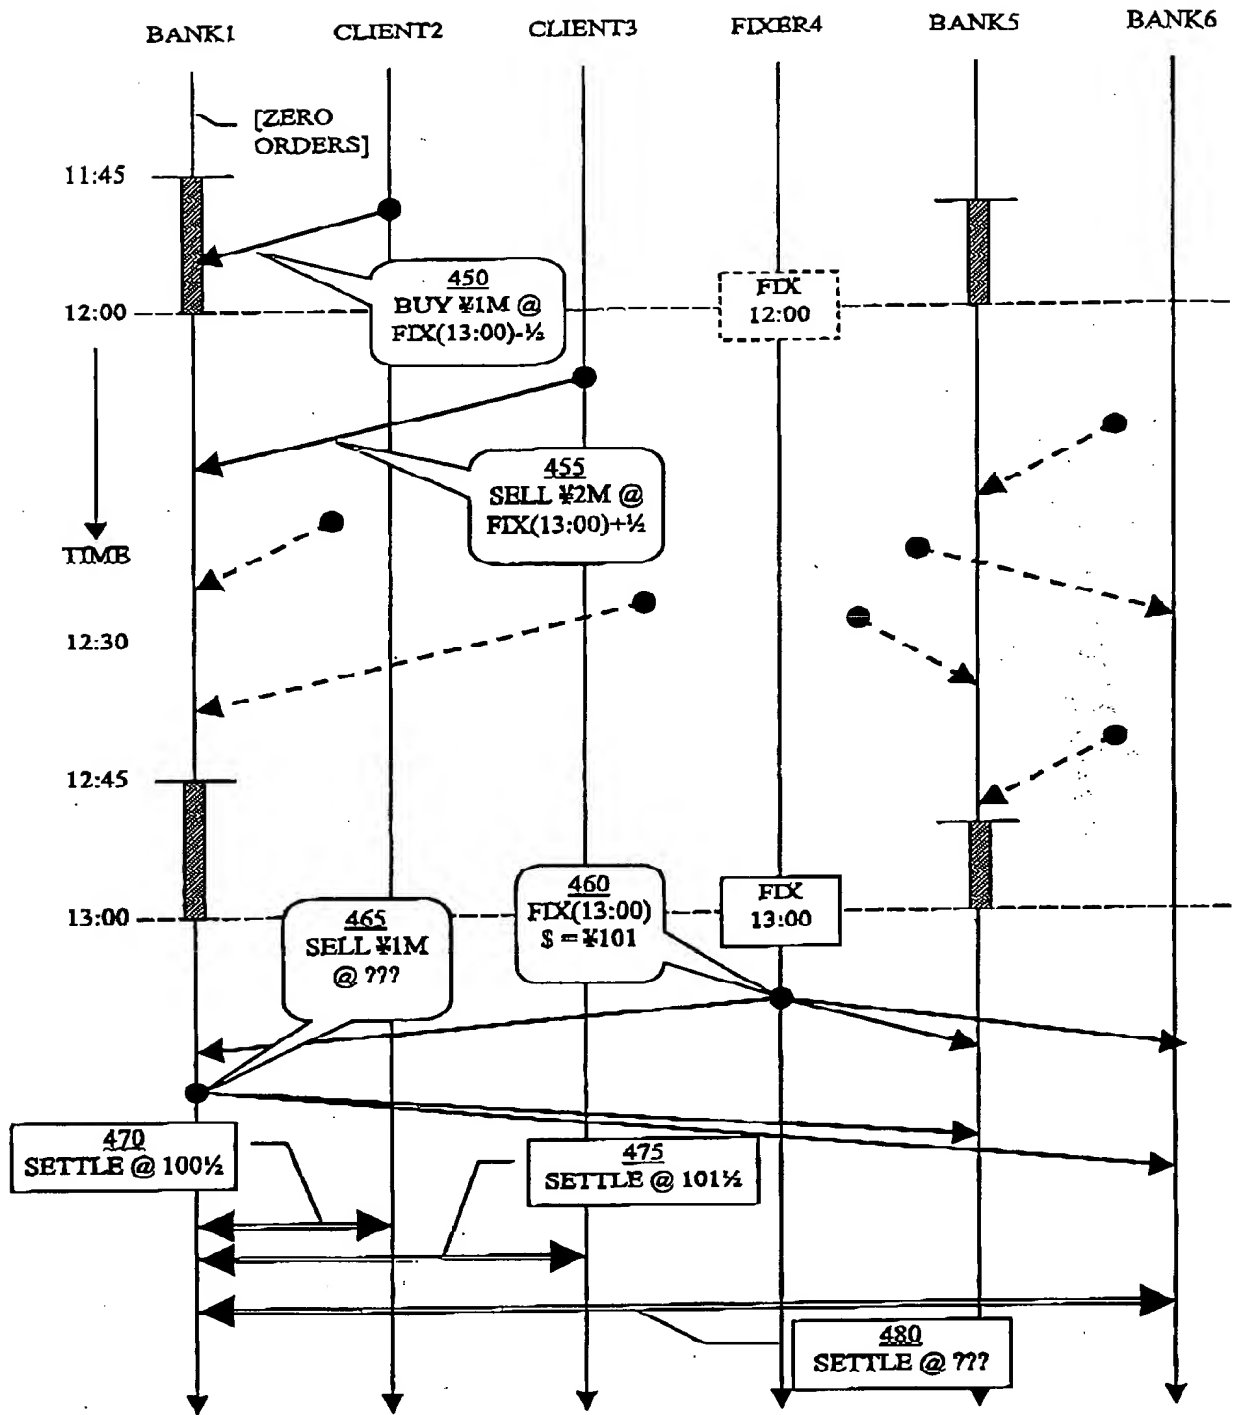 BANK1 CLIENT2 CLIENT3 FIXER4 BANK5 BANK6
[ZERO
ORDERS]
11:45
450
BUY ¥1M @
FIX(13:00)-½
FIX
12:00
12:00
455
SELL ¥2M @
FIX(13:00)+½
TIME
12:30
12:45
460
FIX(13:00)
$ = ¥101
FIX
13:00
13:00
465
SELL ¥1M
@ ???
470
SETTLE @ 100½
475
SETTLE @ 101½
480
SETTLE @ ???